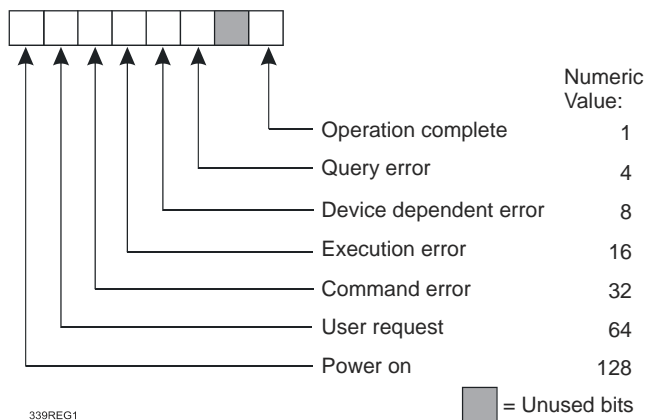 Numeric
Value:
Operation complete 1
Query error 4
Device dependent error 8
Execution error 16
Command error 32
User request 64
Power on 128
339REG1
= Unused bits